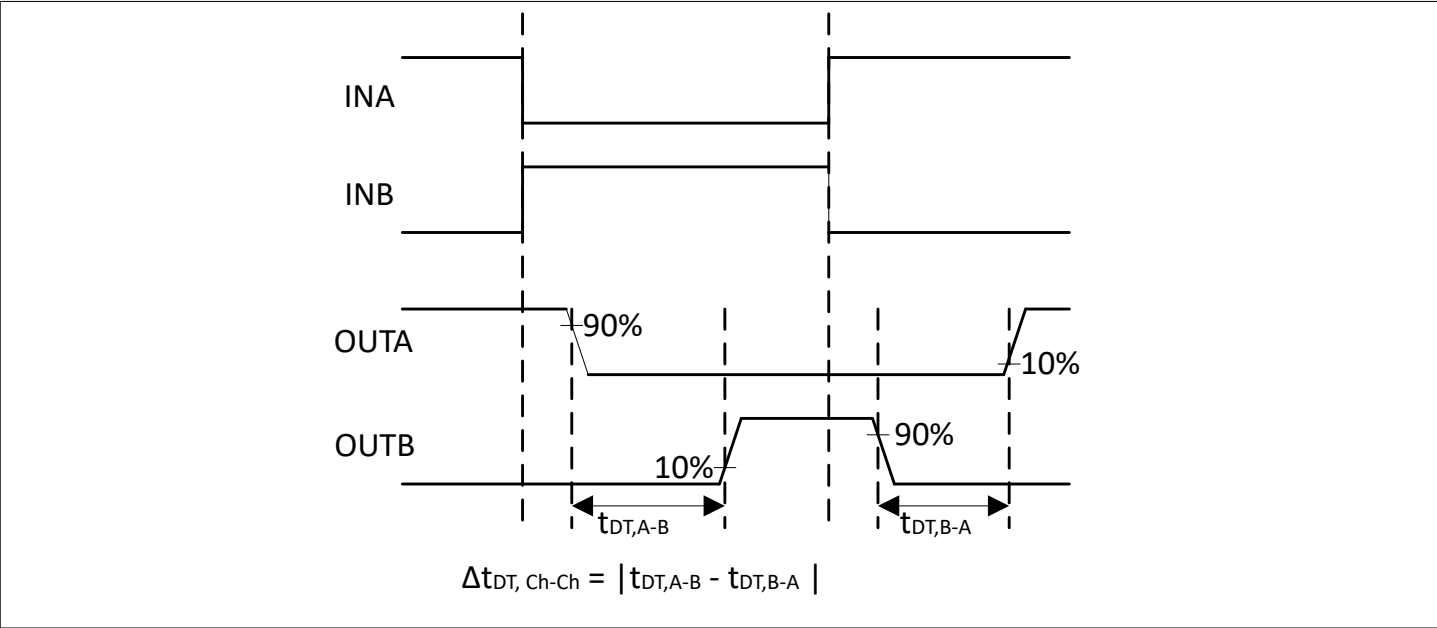 INA
INB
OUTA
90%
10%
OUTB
10%
90%
tDT,A-B
tDT,B-A
ΔtDT, Ch-Ch = |tDT,A-B - tDT,B-A |